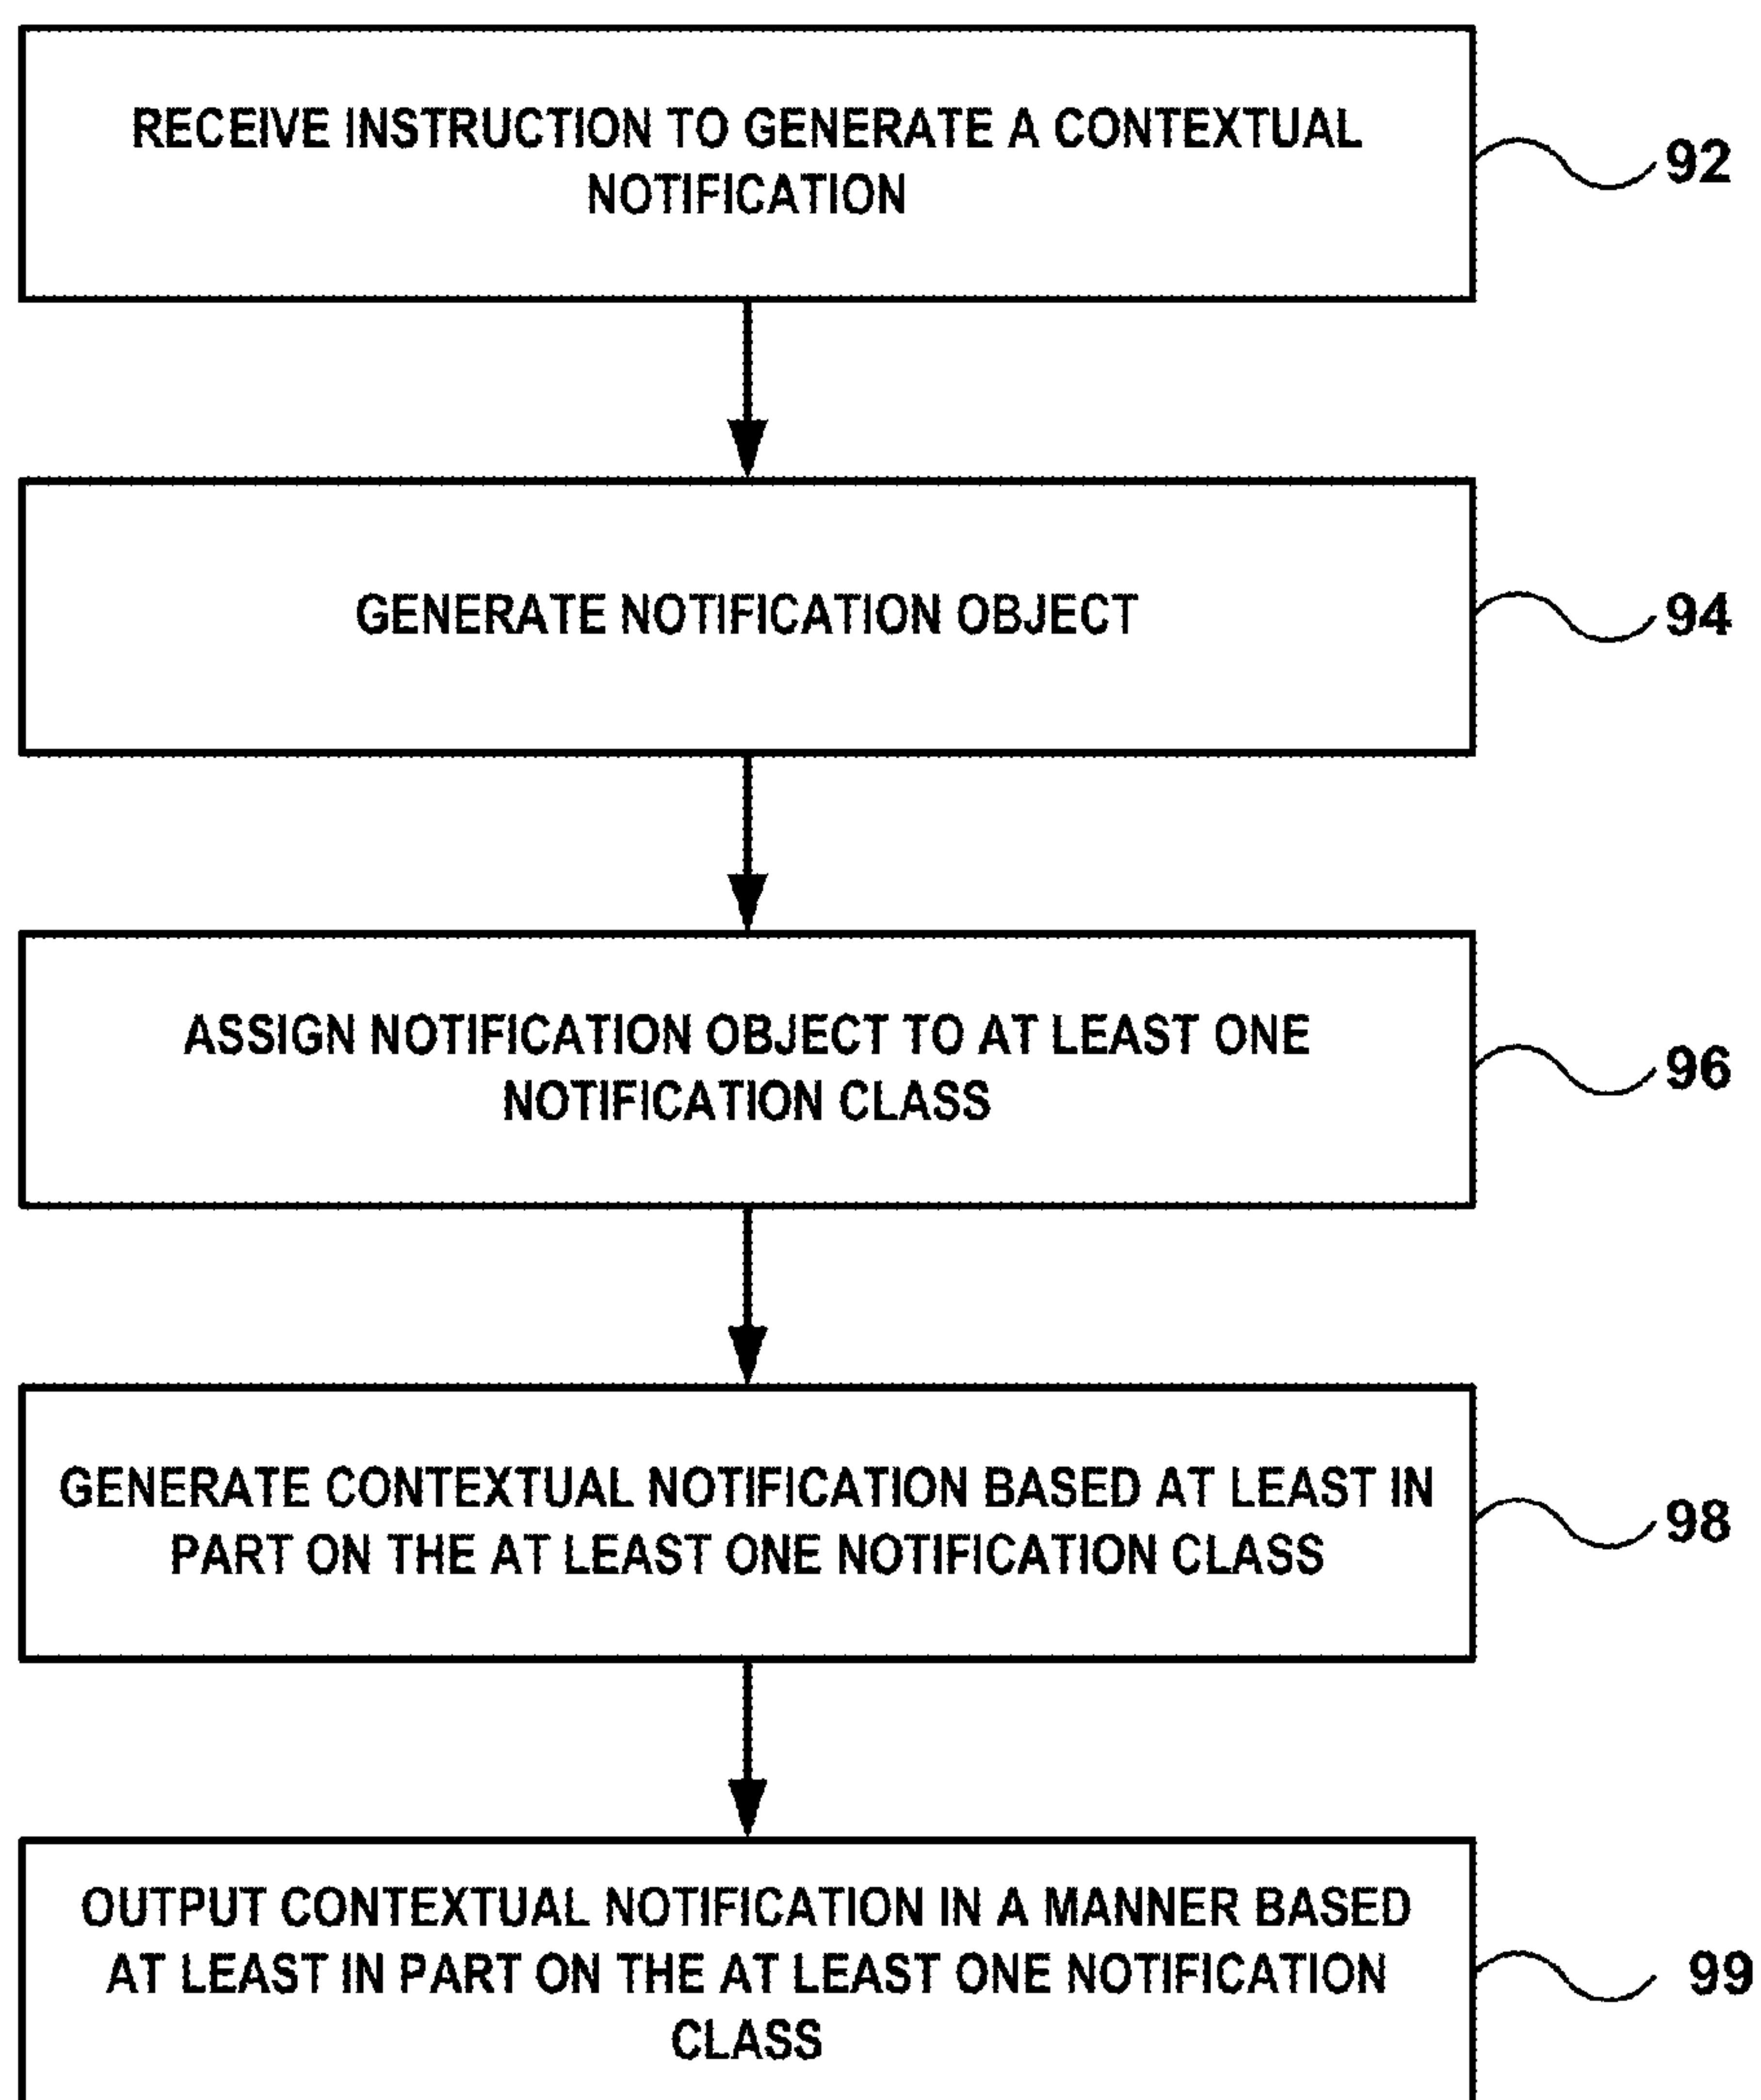 RECEIVE INSTRUCTION TO GENERATE A CONTEXTUAL
NOTIFICATION
92
GENERATE NOTIFICATION OBJECT
94
ASSIGN NOTIFICATION OBJECT TO AT LEAST ONE
NOTIFICATION CLASS
96
GENERATE CONTEXTUAL NOTIFICATION BASED AT LEAST IN
PART ON THE AT LEAST ONE NOTIFICATION CLASS
98
OUTPUT CONTEXTUAL NOTIFICATION IN A MANNER BASED
AT LEAST IN PART ON THE AT LEAST ONE NOTIFICATION
CLASS
99